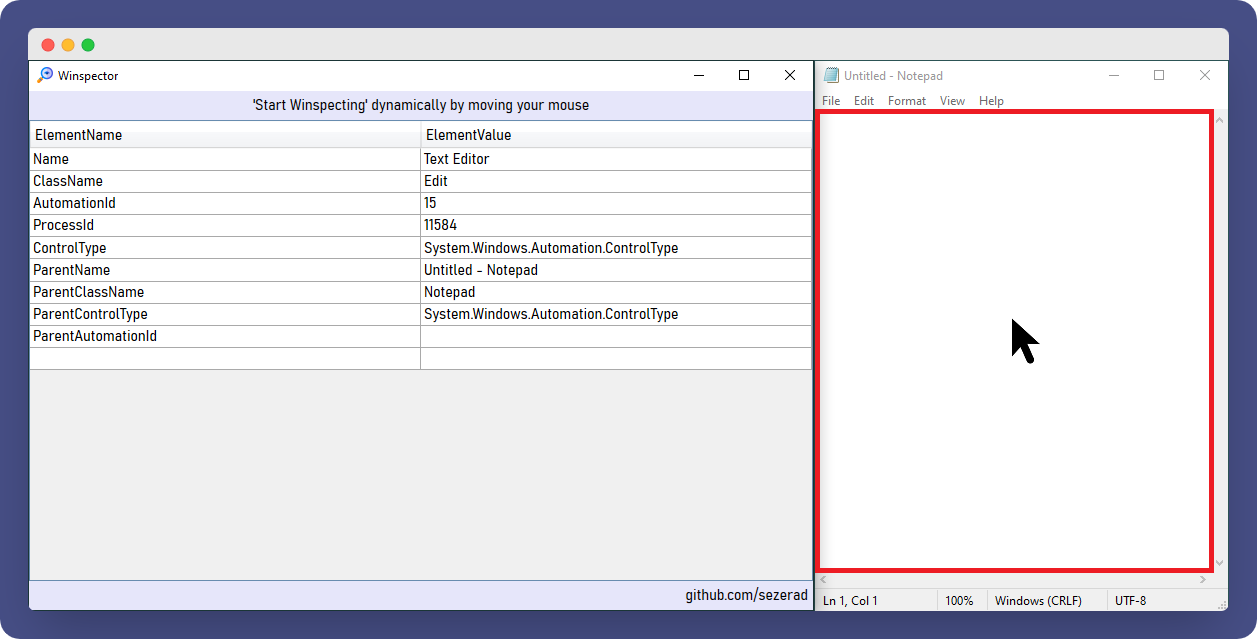 Winspector
'Start Winspecting' dynamically by moving your mouse
ElementName ElementValue
Name Text Editor
ClassName Edit
AutomationId 15
ProcessId 11584
ControlType System.Windows.Automation.ControlType
ParentName Untitled - Notepad
ParentClassName Notepad
ParentControlType System.Windows.Automation.ControlType
ParentAutomationId
github.com/sezerad
Untitled - Notepad
File Edit Format View Help
Ln 1, Col 1 100% Windows (CRLF) UTF-8